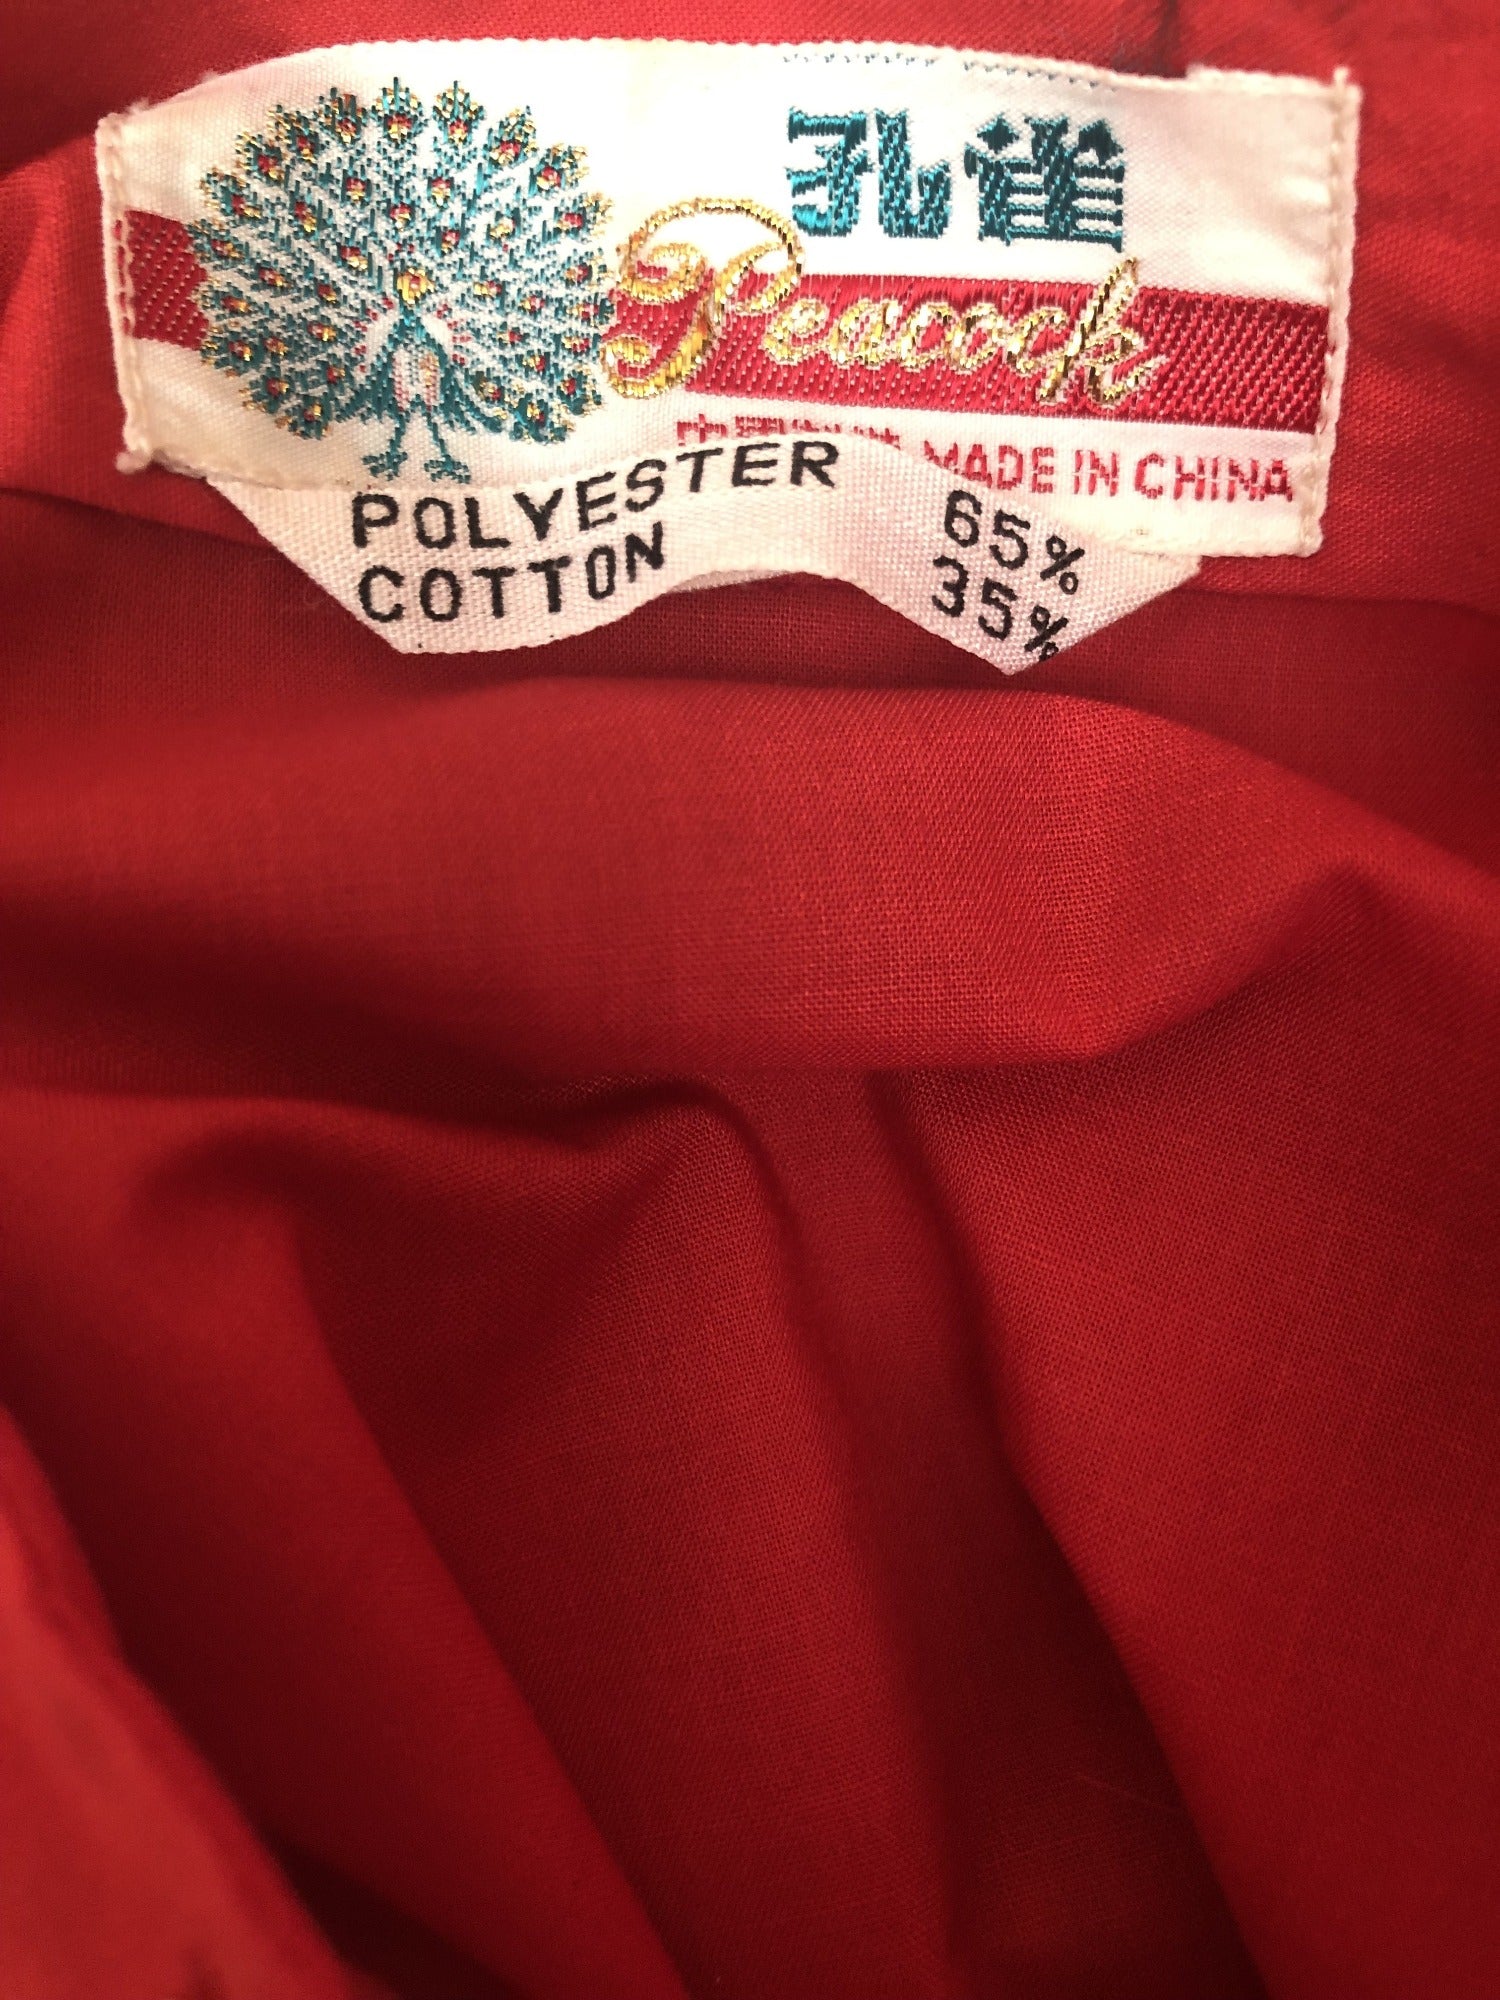 孔雀
Peacock
MADE IN CHINA
POLYESTER 65%
COTTON 35%